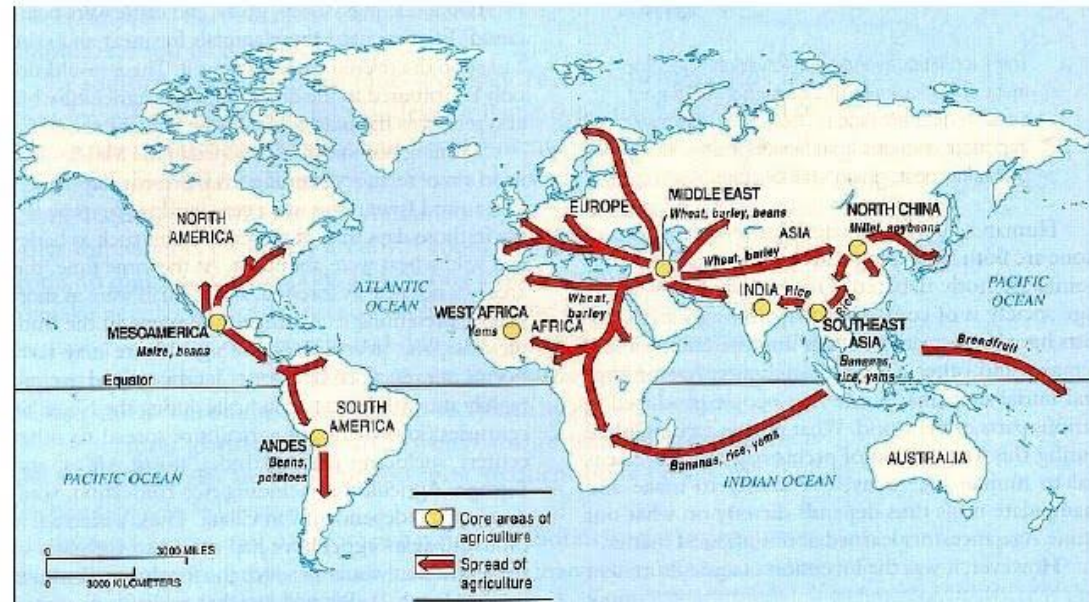 NORTH
AMERICA
ATLANTIC
OCEAN
MESOAMERICA
Maize, beans
Equator
SOUTH
AMERICA
ANDES
Beans,
potatoes
PACIFIC OCEAN
EUROPE
MIDDLE EAST
Wheat, barley, beans
ASIA
Wheat, barley
NORTH CHINA
Millet, soybeans
PACIFIC
OCEAN
WEST AFRICA
Yams
AFRICA
Wheat,
barley
INDIA
Rice
Rice
SOUTHEAST
ASIA
Bananas,
rice, yams
Breadfruit
Bananas, rice, yams
INDIAN OCEAN
AUSTRALIA
Core areas of
agriculture
Spread of
agriculture
0 3000 MILES
0 3000 KILOMETERS